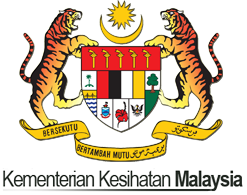 BERSEKUTU
BERTAMBAH MUTU
Kementerian Kesihatan Malaysia